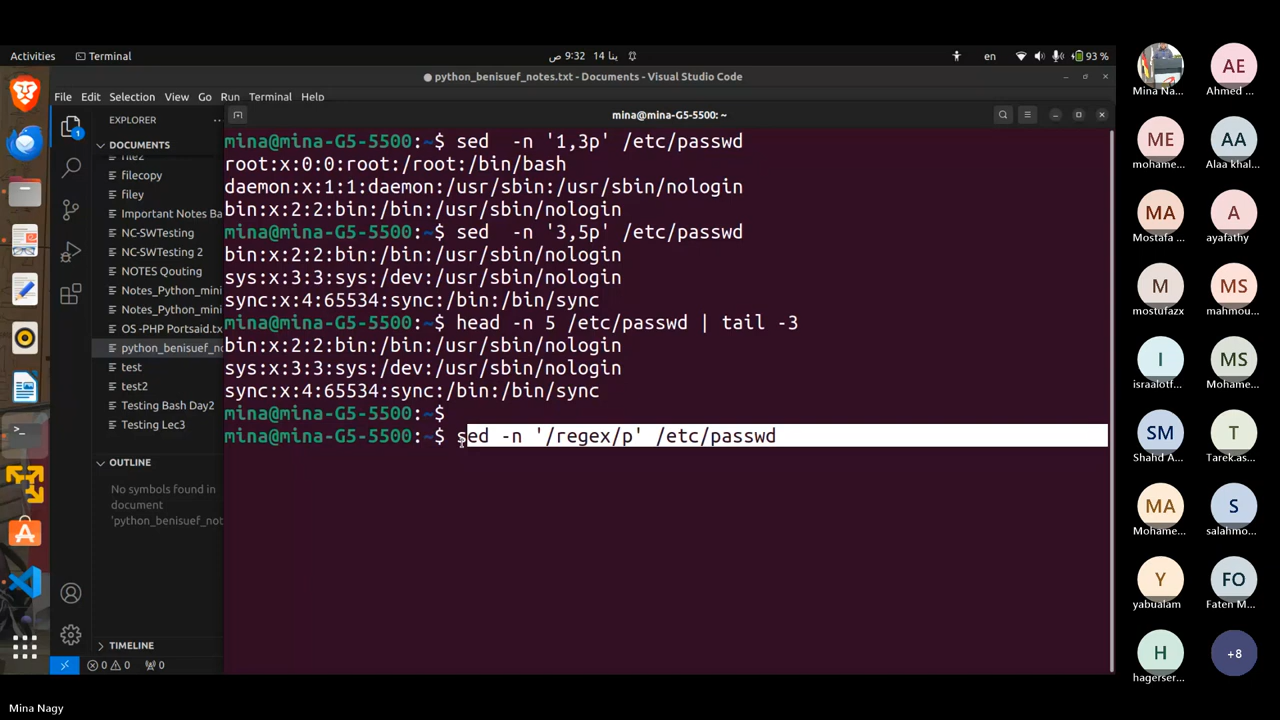 Activities
Terminal
ص 9:32 14 ينا
en
93 %
python_benisuef_notes.txt - Documents - Visual Studio Code
File Edit Selection View Go Run Terminal Help
EXPLORER
DOCUMENTS
file2
filecopy
filey
Important Notes Ba
NC-SWTesting
NC-SWTesting 2
NOTES Qouting
Notes_Python_mini
Notes_Python_mini
OS -PHP Portsaid.tx
python_benisuef_no
test
test2
Testing Bash Day2
Testing Lec3
OUTLINE
No symbols found in
document
'python_benisuef_not
TIMELINE
0 0 0
1
mina@mina-G5-5500: ~
mina@mina-G5-5500:~$ sed  -n '1,3p' /etc/passwd
root:x:0:0:root:/root:/bin/bash
daemon:x:1:1:daemon:/usr/sbin:/usr/sbin/nologin
bin:x:2:2:bin:/bin:/usr/sbin/nologin
mina@mina-G5-5500:~$ sed  -n '3,5p' /etc/passwd
bin:x:2:2:bin:/bin:/usr/sbin/nologin
sys:x:3:3:sys:/dev:/usr/sbin/nologin
sync:x:4:65534:sync:/bin:/bin/sync
mina@mina-G5-5500:~$ head -n 5 /etc/passwd | tail -3
bin:x:2:2:bin:/bin:/usr/sbin/nologin
sys:x:3:3:sys:/dev:/usr/sbin/nologin
sync:x:4:65534:sync:/bin:/bin/sync
mina@mina-G5-5500:~$
mina@mina-G5-5500:~$ sed -n '/regex/p' /etc/passwd
Mina Na...
AE
Ahmed ...
ME
mohame...
AA
Alaa khal...
MA
Mostafa ...
A
ayafathy
M
mostufazx
MS
mahmou...
I
israalotf...
MS
Mohame...
SM
Shahd A...
T
Tarek.as...
MA
Mohame...
S
salahmo...
Y
yabualam
FO
Faten M...
H
hagerser...
+8
Mina Nagy